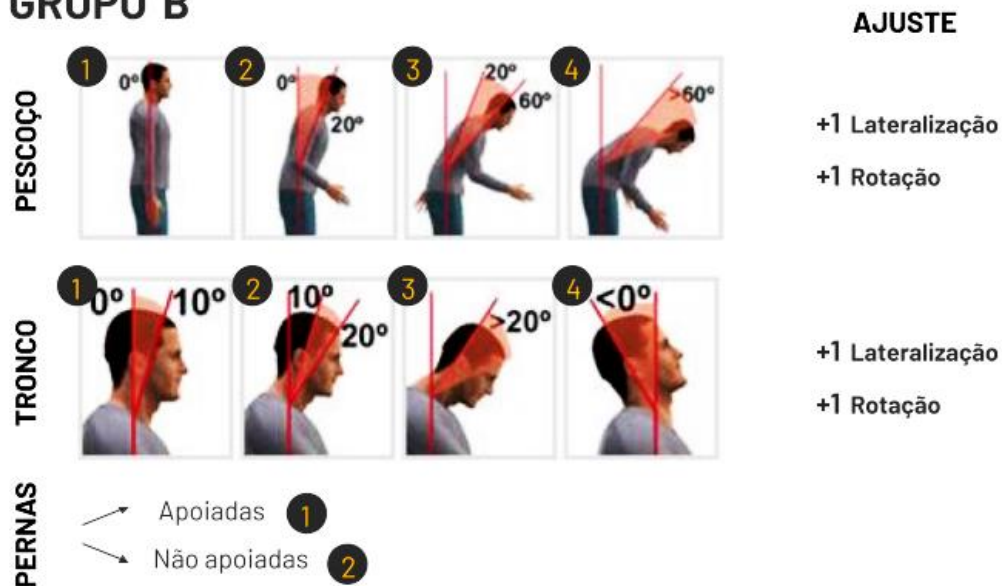 GRUPO B
AJUSTE
PESCOÇO
1 0º
2 0º 20º
3 20º 60º
4 >60º
+1 Lateralização
+1 Rotação
TRONCO
1 0º 10º
2 10º 20º
3 >20º
4 <0º
+1 Lateralização
+1 Rotação
PERNAS
Apoiadas 1
Não apoiadas 2